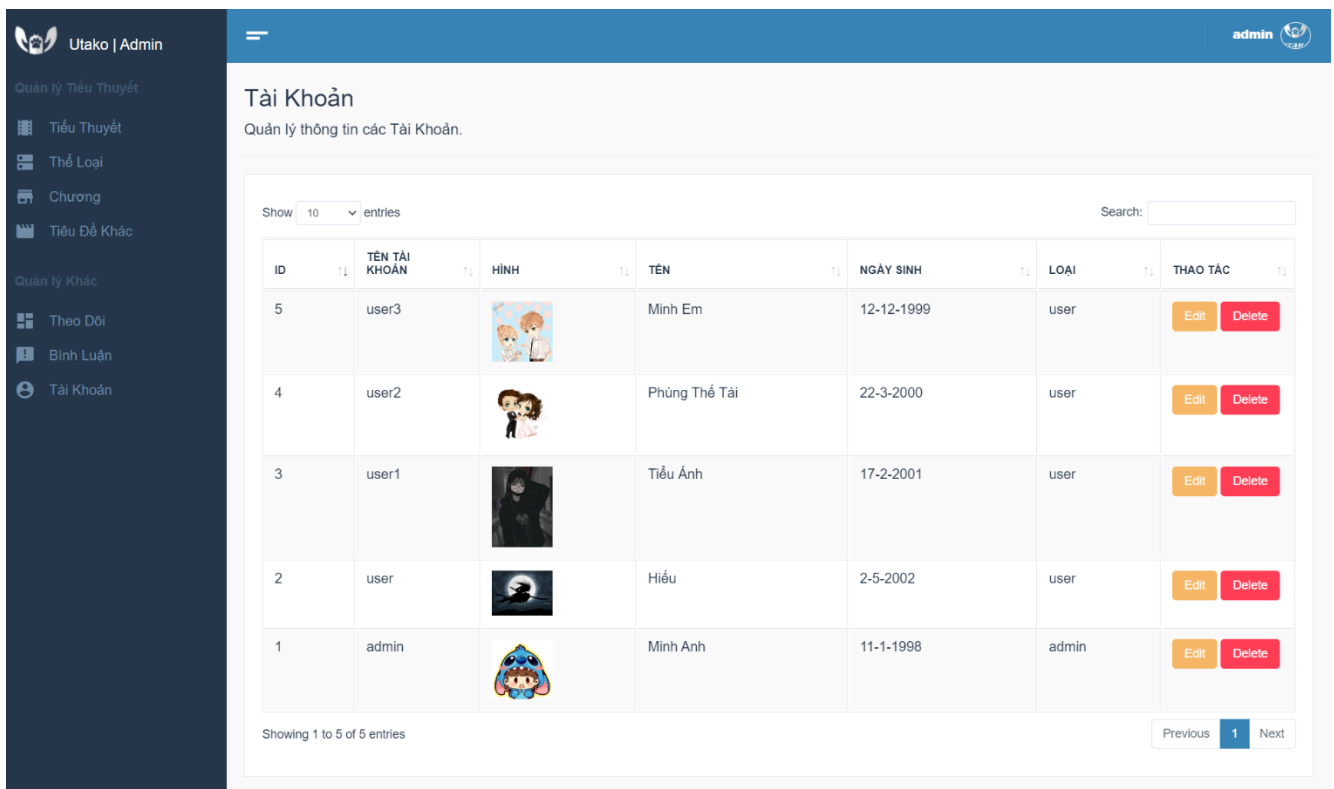 Utako | Admin
admin
Quản lý Tiểu Thuyết
Tiểu Thuyết
Thể Loại
Chương
Tiêu Đề Khác
Quản lý Khác
Theo Dõi
Bình Luận
Tài Khoản
Tài Khoản
Quản lý thông tin các Tài Khoản.
Show 10 entries
Search:
ID TÊN TÀI KHOẢN HÌNH TÊN NGÀY SINH LOẠI THAO TÁC
5 user3 Minh Em 12-12-1999 user Edit Delete
4 user2 Phùng Thế Tài 22-3-2000 user Edit Delete
3 user1 Tiểu Ánh 17-2-2001 user Edit Delete
2 user Hiếu 2-5-2002 user Edit Delete
1 admin Minh Anh 11-1-1998 admin Edit Delete
Showing 1 to 5 of 5 entries
Previous 1 Next